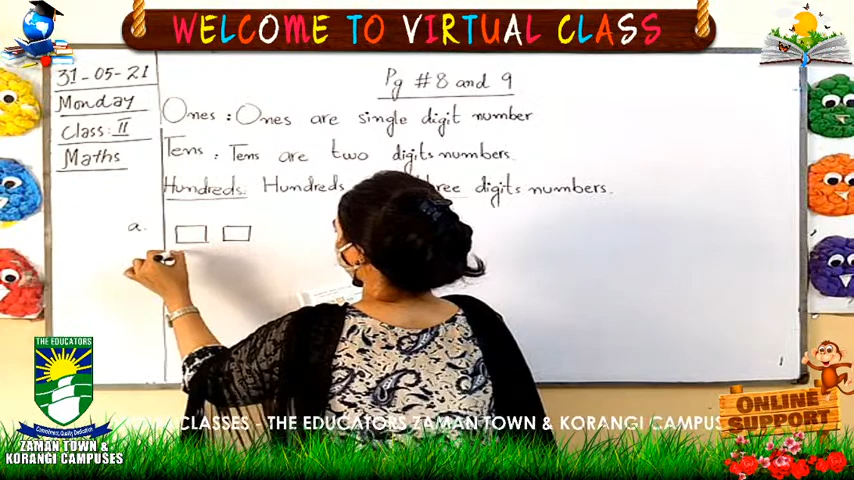 WELCOME TO VIRTUAL CLASS
31-05-21
Monday
Class: II
Maths
Pg # 8 and 9
Ones : Ones are single digit number
Tens : Tens are two digits numbers.
Hundreds: Hundreds three digits numbers.
a.
THE EDUCATORS
ZAMAN TOWN &
KORANGI CAMPUSES
CLASSES - THE EDUCATORS ZAMAN TOWN & KORANGI CAMPUS
ONLINE
SUPPORT